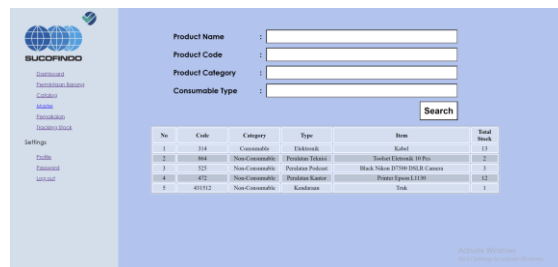 SUCOFINDO
Dashboard
Permintaan Barang
Catalog
Master
Pemakaian
Tracking Stock
Settings
Profile
Password
Log out
Product Name :
Product Code :
Product Category :
Consumable Type :
Search
No Code Category Type Item Total Stock
1 314 Consumable Elektronik Kabel 13
2 864 Non-Consumable Peralatan Teknisi Toolset Eletronik 10 Pcs 2
3 525 Non-Consumable Peralatan Podcast Black Nikon D7500 DSLR Camera 3
4 472 Non-Consumable Peralatan Kantor Printer Epson L1130 12
5 431512 Non-Consumable Kendaraan Truk 1
Activate Windows